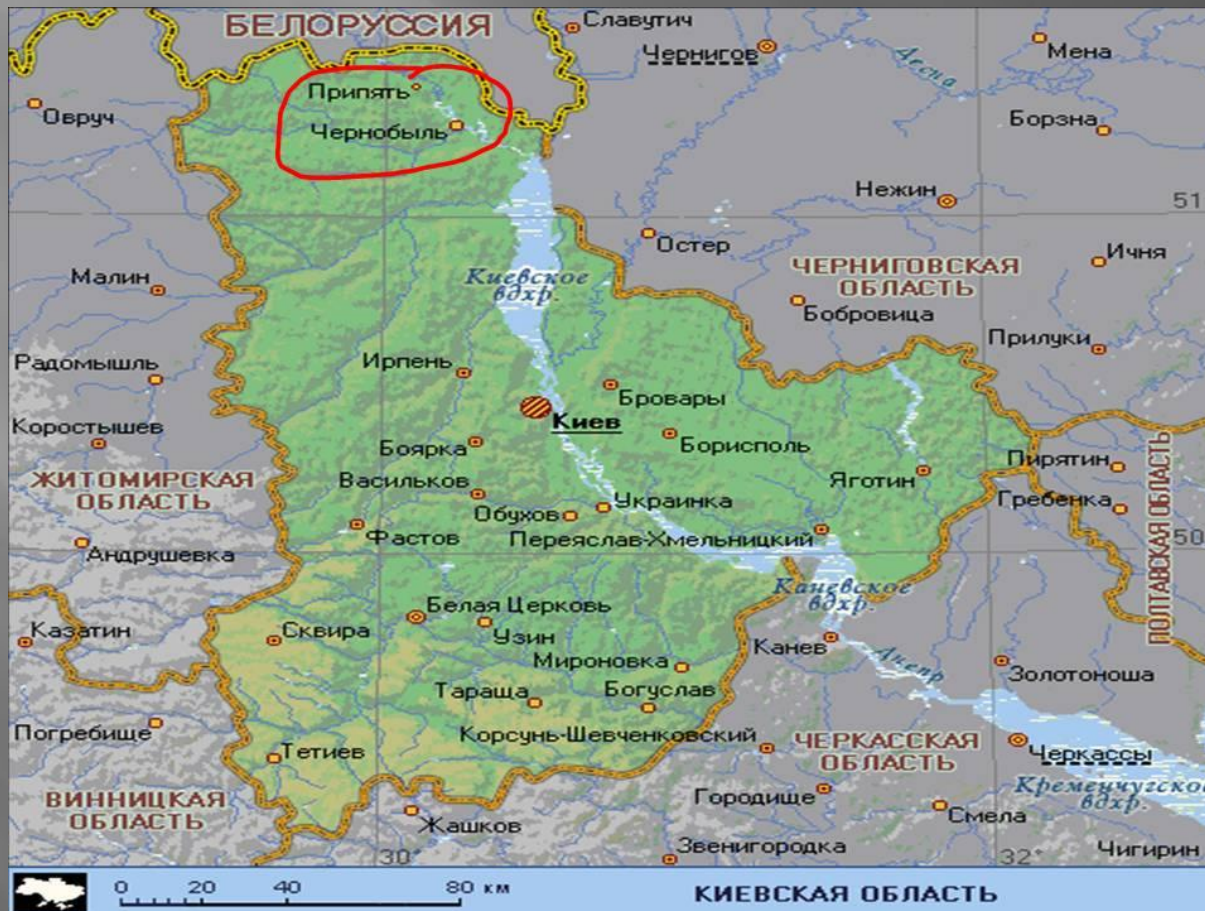 БЕЛОРУССИЯ
Славутич
Чернигов
Мена
Десна
Припять
Овруч
Чернобыль
Борзна
Нежин
51
Остер
Ичня
Киевское
вдхр.
ЧЕРНИГОВСКАЯ
ОБЛАСТЬ
Малин
Бобровица
Прилуки
Радомышль
Ирпень
Бровары
Киев
Коростышев
Боярка
Борисполь
Пирятин
ЖИТОМИРСКАЯ
ОБЛАСТЬ
Васильков
Яготин
Гребенка
ПОЛТАВСКАЯ ОБЛАСТЬ
Украинка
Обухов
Фастов
Переяслав-Хмельницкий
50
Андрушевка
Каневское
вдхр.
Белая Церковь
Казатин
Сквира
Узин
Канев
Мироновка
Днепр
Золотоноша
Тараща
Богуслав
Погребище
Корсунь-Шевченковский
ЧЕРКАССКАЯ
ОБЛАСТЬ
Тетиев
Черкассы
Кременчугское
вдхр.
ВИННИЦКАЯ
ОБЛАСТЬ
Городище
Смела
Жашков
Звенигородка
30°
32°
Чигирин
0 20 40 80 км
КИЕВСКАЯ ОБЛАСТЬ